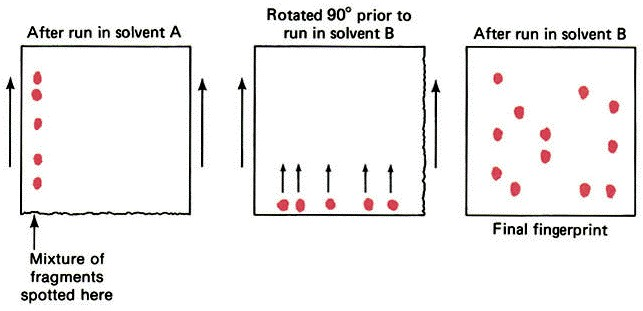 After run in solvent A
Mixture of
fragments
spotted here
Rotated 90° prior to
run in solvent B
After run in solvent B
Final fingerprint